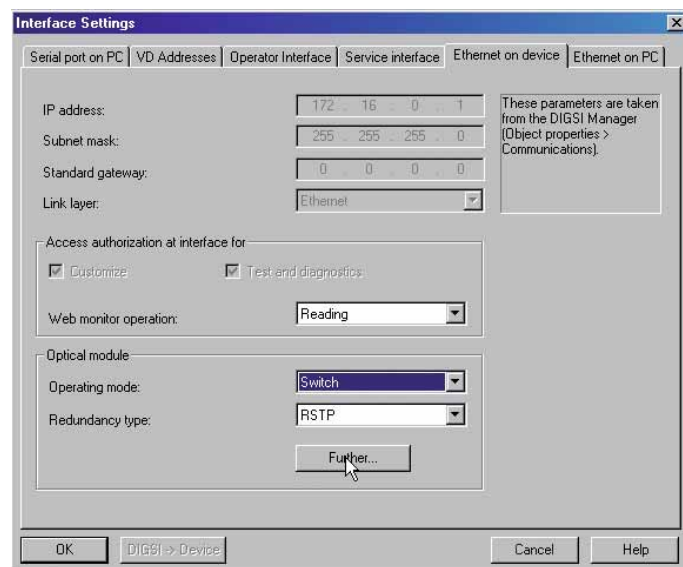 Interface Settings
Serial port on PC VD Addresses Operator Interface Service interface Ethernet on device Ethernet on PC
IP address: 172 . 16 . 0 . 1
Subnet mask: 255 . 255 . 255 . 0
Standard gateway: 0 . 0 . 0 . 0
Link layer: Ethernet
These parameters are taken
from the DIGSI Manager
(Object properties >
Communications).
Access authorization at interface for
Customize Test and diagnostics
Web monitor operation: Reading
Optical module
Operating mode: Switch
Redundancy type: RSTP
Further...
OK DIGSI -> Device Cancel Help